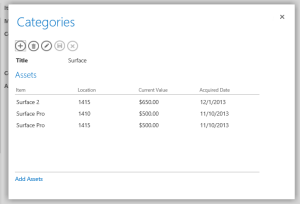 Categories
Title Surface
Assets
Item Location Current Value Acquired Date
Surface 2 1415 $650.00 12/1/2013
Surface Pro 1410 $500.00 11/10/2013
Surface Pro 1415 $500.00 11/10/2013
Add Assets